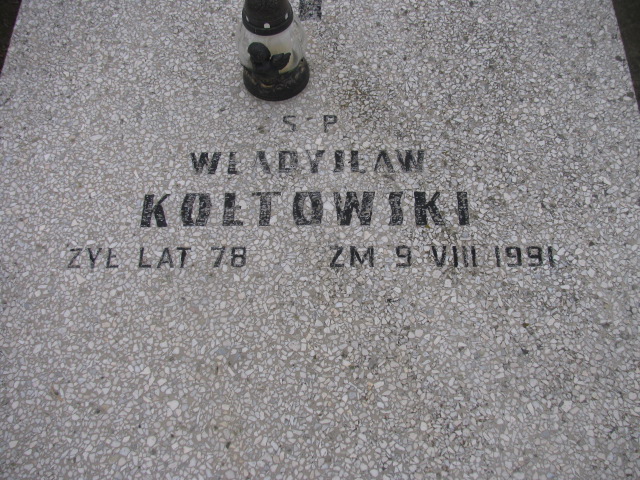 Ś P
WŁADYSŁAW
KOŁTOWSKI
ŻYŁ LAT 78 ZM 9 VIII 1991